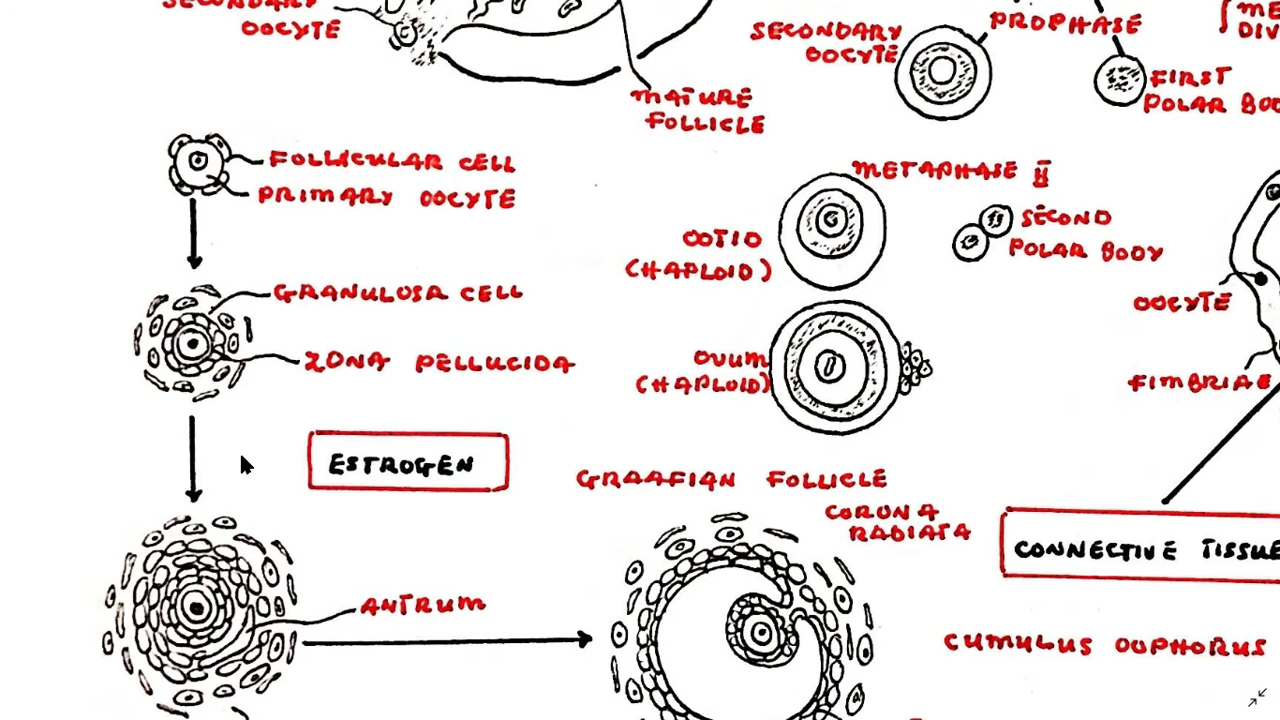 SECONDARY
OOCYTE
MATURE
FOLLICLE
SECONDARY
OOCYTE
PROPHASE
FIRST
POLAR
FOLLICULAR CELL
PRIMARY OOCYTE
GRANULOSA CELL
ZONA PELLUCIDA
METAPHASE II
OOTID
(HAPLOID)
SECOND
POLAR BODY
OVUM
(HAPLOID)
OOCYTE
FIMBRIAE
ESTROGEN
GRAAFIAN FOLLICLE
CORONA
RADIATA
CONNECTIVE
ANTRUM
CUMULUS OOPHORUS